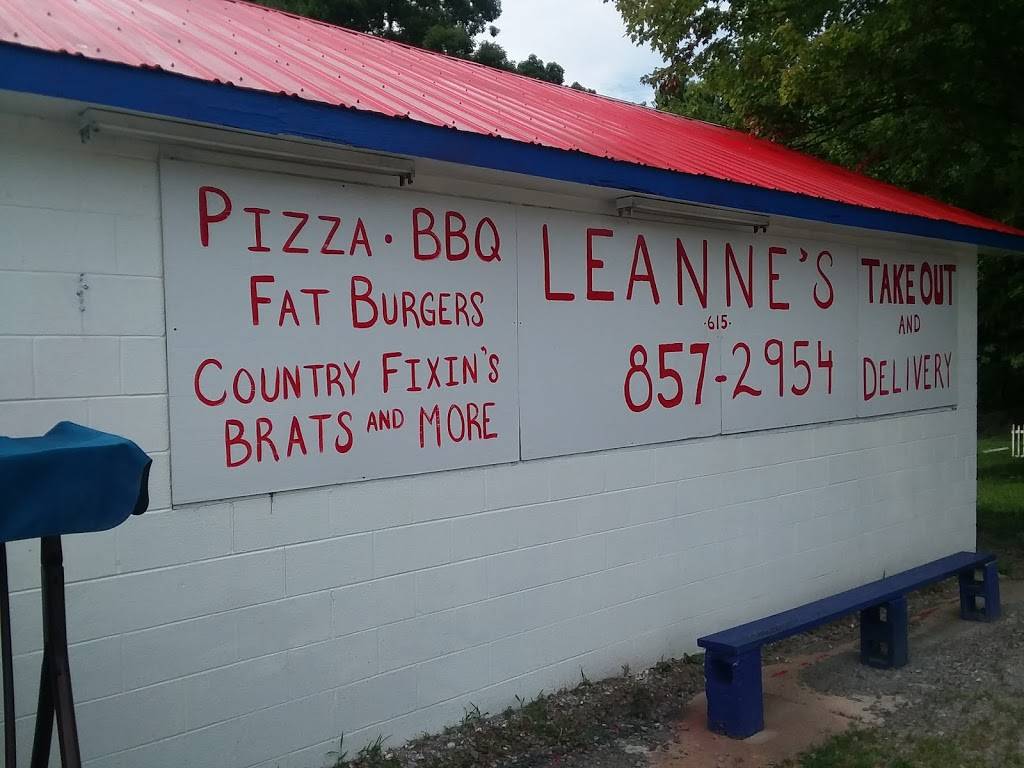 PIZZA · BBQ
FAT BURGERS
COUNTRY FIXIN'S
BRATS AND MORE
LEANNE'S
·615·
857-2954
TAKE OUT
AND
DELIVERY